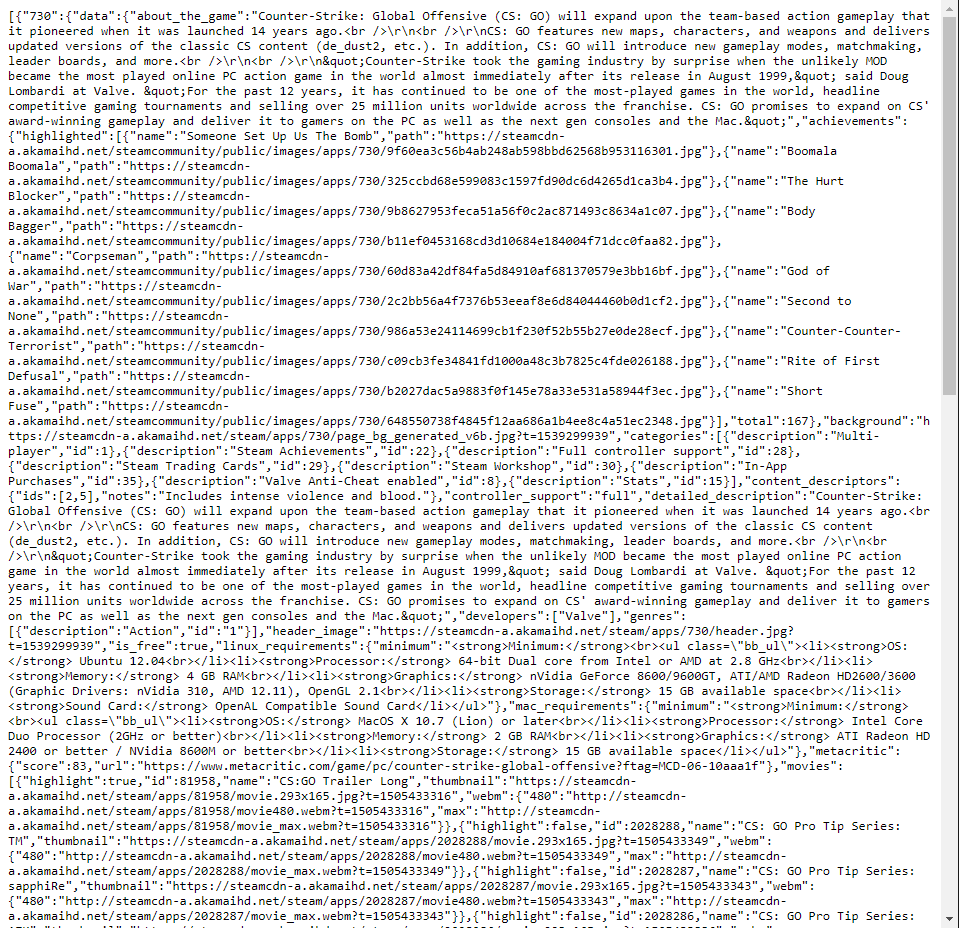 [{"730":{"data":{"about_the_game":"Counter-Strike: Global Offensive (CS: GO) will expand upon the team-based action gameplay that
it pioneered when it was launched 14 years ago.<br />\r\n<br />\r\nCS: GO features new maps, characters, and weapons and delivers
updated versions of the classic CS content (de_dust2, etc.). In addition, CS: GO will introduce new gameplay modes, matchmaking,
leader boards, and more.<br />\r\n<br />\r\n&quot;Counter-Strike took the gaming industry by surprise when the unlikely MOD
became the most played online PC action game in the world almost immediately after its release in August 1999,&quot; said Doug
Lombardi at Valve. &quot;For the past 12 years, it has continued to be one of the most-played games in the world, headline
competitive gaming tournaments and selling over 25 million units worldwide across the franchise. CS: GO promises to expand on CS'
award-winning gameplay and deliver it to gamers on the PC as well as the next gen consoles and the Mac.&quot;","achievements":
{"highlighted":[{"name":"Someone Set Up Us The Bomb","path":"https://steamcdn-
a.akamaihd.net/steamcommunity/public/images/apps/730/9f60ea3c56b4ab248ab598bbd62568b953116301.jpg"},{"name":"Boomala
Boomala","path":"https://steamcdn-
a.akamaihd.net/steamcommunity/public/images/apps/730/325ccbd68e599083c1597fd90dc6d4265d1ca3b4.jpg"},{"name":"The Hurt
Blocker","path":"https://steamcdn-
a.akamaihd.net/steamcommunity/public/images/apps/730/9b8627953feca51a56f0c2ac871493c8634a1c07.jpg"},{"name":"Body
Bagger","path":"https://steamcdn-
a.akamaihd.net/steamcommunity/public/images/apps/730/b11ef0453168cd3d10684e184004f71dcc0faa82.jpg"},
{"name":"Corpseman","path":"https://steamcdn-
a.akamaihd.net/steamcommunity/public/images/apps/730/60d83a42df84fa5d84910af681370579e3bb16bf.jpg"},{"name":"God of
War","path":"https://steamcdn-
a.akamaihd.net/steamcommunity/public/images/apps/730/2c2bb56a4f7376b53eeaf8e6d84044460b0d1cf2.jpg"},{"name":"Second to
None","path":"https://steamcdn-
a.akamaihd.net/steamcommunity/public/images/apps/730/986a53e24114699cb1f230f52b55b27e0de28ecf.jpg"},{"name":"Counter-Counter-
Terrorist","path":"https://steamcdn-
a.akamaihd.net/steamcommunity/public/images/apps/730/c09cb3fe34841fd1000a48c3b7825c4fde026188.jpg"},{"name":"Rite of First
Defusal","path":"https://steamcdn-
a.akamaihd.net/steamcommunity/public/images/apps/730/b2027dac5a9883f0f145e78a33e531a58944f3ec.jpg"},{"name":"Short
Fuse","path":"https://steamcdn-
a.akamaihd.net/steamcommunity/public/images/apps/730/648550738f4845f12aa686a1b4ee8c4a51ec2348.jpg"}],"total":167},"background":"h
ttps://steamcdn-a.akamaihd.net/steam/apps/730/page_bg_generated_v6b.jpg?t=1539299939","categories":[{"description":"Multi-
player","id":1},{"description":"Steam Achievements","id":22},{"description":"Full controller support","id":28},
{"description":"Steam Trading Cards","id":29},{"description":"Steam Workshop","id":30},{"description":"In-App
Purchases","id":35},{"description":"Valve Anti-Cheat enabled","id":8},{"description":"Stats","id":15}],"content_descriptors":
{"ids":[2,5],"notes":"Includes intense violence and blood."},"controller_support":"full","detailed_description":"Counter-Strike:
Global Offensive (CS: GO) will expand upon the team-based action gameplay that it pioneered when it was launched 14 years ago.<br
/>\r\n<br />\r\nCS: GO features new maps, characters, and weapons and delivers updated versions of the classic CS content
(de_dust2, etc.). In addition, CS: GO will introduce new gameplay modes, matchmaking, leader boards, and more.<br />\r\n<br
/>\r\n&quot;Counter-Strike took the gaming industry by surprise when the unlikely MOD became the most played online PC action
game in the world almost immediately after its release in August 1999,&quot; said Doug Lombardi at Valve. &quot;For the past 12
years, it has continued to be one of the most-played games in the world, headline competitive gaming tournaments and selling over
25 million units worldwide across the franchise. CS: GO promises to expand on CS' award-winning gameplay and deliver it to gamers
on the PC as well as the next gen consoles and the Mac.&quot;","developers":["Valve"],"genres":
[{"description":"Action","id":"1"}],"header_image":"https://steamcdn-a.akamaihd.net/steam/apps/730/header.jpg?
t=1539299939","is_free":true,"linux_requirements":{"minimum":"<strong>Minimum:</strong><br><ul class=\"bb_ul\"><li><strong>OS:
</strong> Ubuntu 12.04<br></li><li><strong>Processor:</strong> 64-bit Dual core from Intel or AMD at 2.8 GHz<br></li><li>
<strong>Memory:</strong> 4 GB RAM<br></li><li><strong>Graphics:</strong> nVidia GeForce 8600/9600GT, ATI/AMD Radeon HD2600/3600
(Graphic Drivers: nVidia 310, AMD 12.11), OpenGL 2.1<br></li><li><strong>Storage:</strong> 15 GB available space<br></li><li>
<strong>Sound Card:</strong> OpenAL Compatible Sound Card</li></ul>"},"mac_requirements":{"minimum":"<strong>Minimum:</strong>
<br><ul class=\"bb_ul\"><li><strong>OS:</strong> MacOS X 10.7 (Lion) or later<br></li><li><strong>Processor:</strong> Intel Core
Duo Processor (2GHz or better)<br></li><li><strong>Memory:</strong> 2 GB RAM<br></li><li><strong>Graphics:</strong> ATI Radeon HD
2400 or better / NVidia 8600M or better<br></li><li><strong>Storage:</strong> 15 GB available space</li></ul>"},"metacritic":
{"score":83,"url":"https://www.metacritic.com/game/pc/counter-strike-global-offensive?ftag=MCD-06-10aaa1f"},"movies":
[{"highlight":true,"id":81958,"name":"CS:GO Trailer Long","thumbnail":"https://steamcdn-
a.akamaihd.net/steam/apps/81958/movie.293x165.jpg?t=1505433316","webm":{"480":"http://steamcdn-
a.akamaihd.net/steam/apps/81958/movie480.webm?t=1505433316","max":"http://steamcdn-
a.akamaihd.net/steam/apps/81958/movie_max.webm?t=1505433316"}},{"highlight":false,"id":2028288,"name":"CS: GO Pro Tip Series:
TM","thumbnail":"https://steamcdn-a.akamaihd.net/steam/apps/2028288/movie.293x165.jpg?t=1505433349","webm":
{"480":"http://steamcdn-a.akamaihd.net/steam/apps/2028288/movie480.webm?t=1505433349","max":"http://steamcdn-
a.akamaihd.net/steam/apps/2028288/movie_max.webm?t=1505433349"}},{"highlight":false,"id":2028287,"name":"CS: GO Pro Tip Series:
sapphiRe","thumbnail":"https://steamcdn-a.akamaihd.net/steam/apps/2028287/movie.293x165.jpg?t=1505433343","webm":
{"480":"http://steamcdn-a.akamaihd.net/steam/apps/2028287/movie480.webm?t=1505433343","max":"http://steamcdn-
a.akamaihd.net/steam/apps/2028287/movie_max.webm?t=1505433343"}},{"highlight":false,"id":2028286,"name":"CS: GO Pro Tip Series: